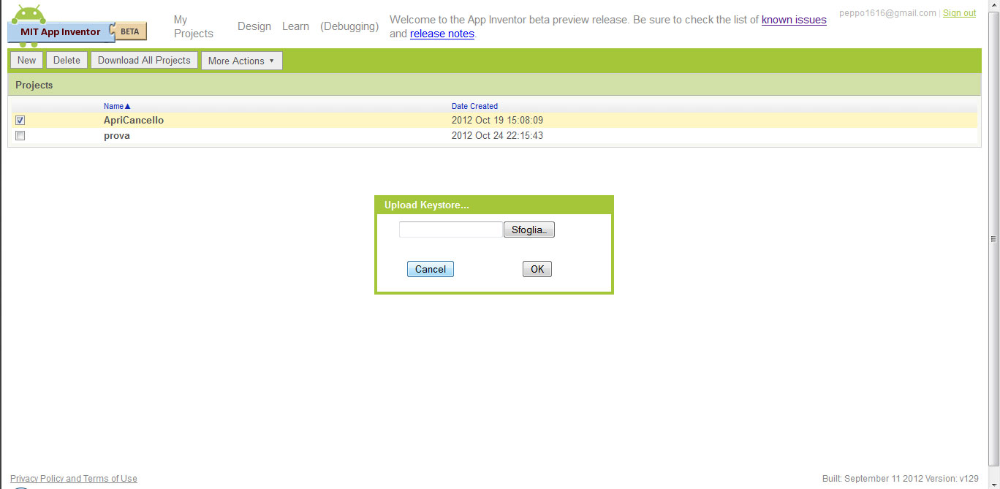 MIT App Inventor BETA
My Projects
Design
Learn
(Debugging)
Welcome to the App Inventor beta preview release. Be sure to check the list of known issues
and release notes.
peppo1616@gmail.com | Sign out
New
Delete
Download All Projects
More Actions ▼
Projects
Name▲ Date Created
ApriCancello 2012 Oct 19 15:08:09
prova 2012 Oct 24 22:15:43
Upload Keystore...
Sfoglia_
Cancel OK
Privacy Policy and Terms of Use
Built: September 11 2012 Version: v129